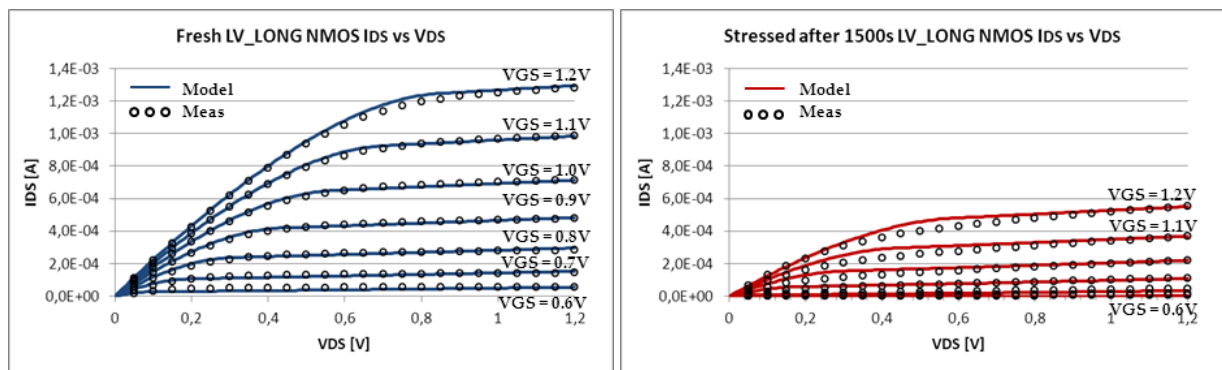 Fresh LV_LONG NMOS IDS vs VDS
1,4E-03
1,2E-03
1,0E-03
8,0E-04
6,0E-04
4,0E-04
2,0E-04
0,0E+00
IDS [A]
Model
Meas
VGS = 1.2V
VGS = 1.1V
VGS = 1.0V
VGS = 0.9V
VGS = 0.8V
VGS = 0.7V
VGS = 0.6V
0 0,2 0,4 0,6 0,8 1 1,2
VDS [V]
Stressed after 1500s LV_LONG NMOS IDS vs VDS
1,4E-03
1,2E-03
1,0E-03
8,0E-04
6,0E-04
4,0E-04
2,0E-04
0,0E+00
IDS [A]
Model
Meas
VGS = 1.2V
VGS = 1.1V
VGS = 0.6V
0 0,2 0,4 0,6 0,8 1 1,2
VDS [V]